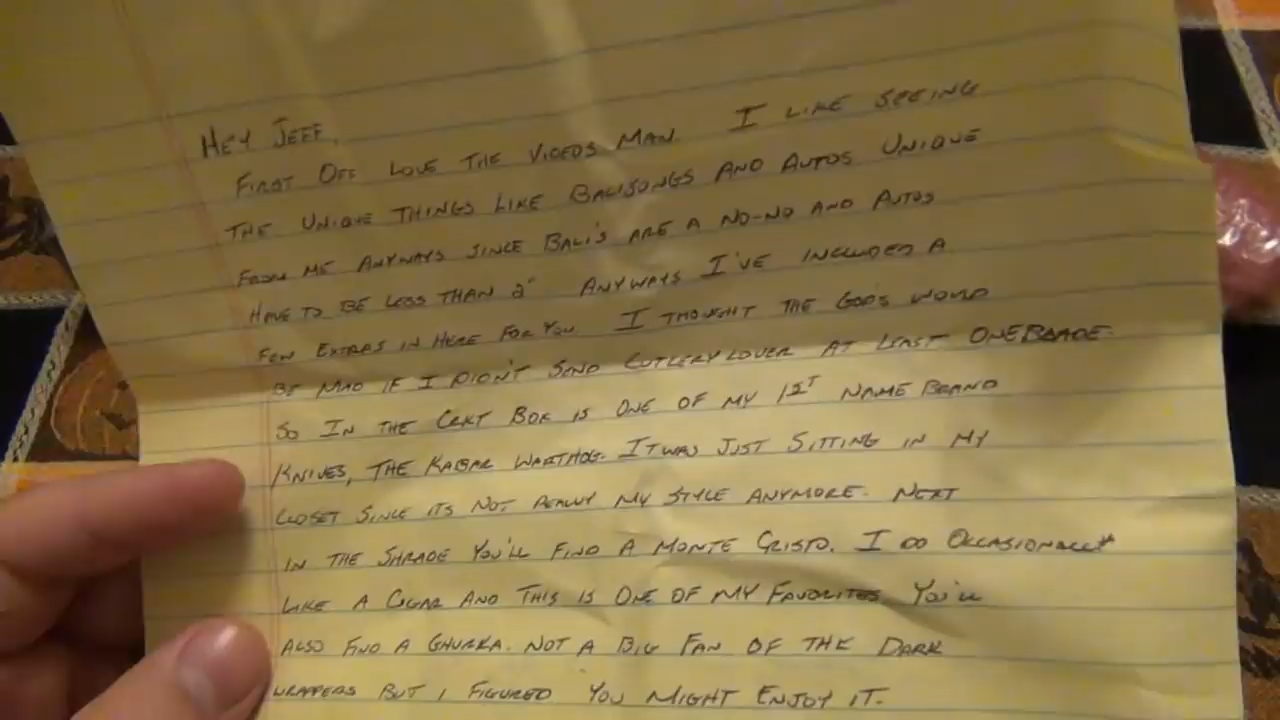 HEY JEFF,
FIRST OFF LOVE THE VIDEOS MAN. I LIKE SEEING
THE UNIQUE THINGS LIKE BALISONGS AND AUTOS UNIQUE
FROM ME ANYWAYS SINCE BALI'S ARE A NO-NO AND AUTOS
HAVE TO BE LESS THAN 2" ANYWAYS I'VE INCLUDED A
FEW EXTRAS IN HERE FOR YOU I THOUGHT THE GODS WOULD
BE MAD IF I DIDN'T SEND CUTLERYLOVER AT LEAST ONE BLADE.
SO IN THE CRKT BOX IS ONE OF MY 1ST NAME BRAND
KNIVES, THE KABAR WARTHOG. IT WAS JUST SITTING IN MY
CLOSET SINCE ITS NOT REALLY MY STYLE ANYMORE. NEXT
IN THE SHRADE YOU'LL FIND A MONTE CRISTO. I DO OCCASIONALLY
LIKE A CIGAR AND THIS IS ONE OF MY FAVORITES YOU'LL
ALSO FIND A GHURKA. NOT A BIG FAN OF THE DARK
WRAPPERS BUT I FIGURED YOU MIGHT ENJOY IT.